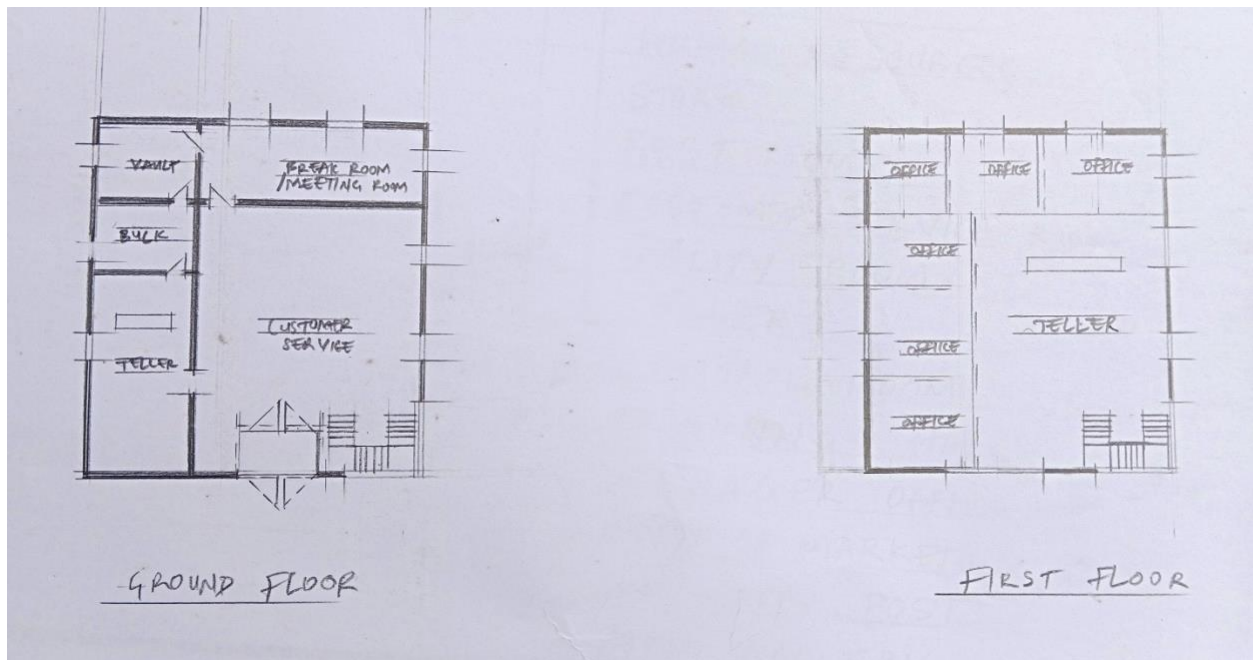 VAULT
BREAK ROOM
/MEETING ROOM
BULK
CUSTOMER
SERVICE
TELLER
GROUND FLOOR
OFFICE
OFFICE
OFFICE
OFFICE
TELLER
OFFICE
OFFICE
FIRST FLOOR